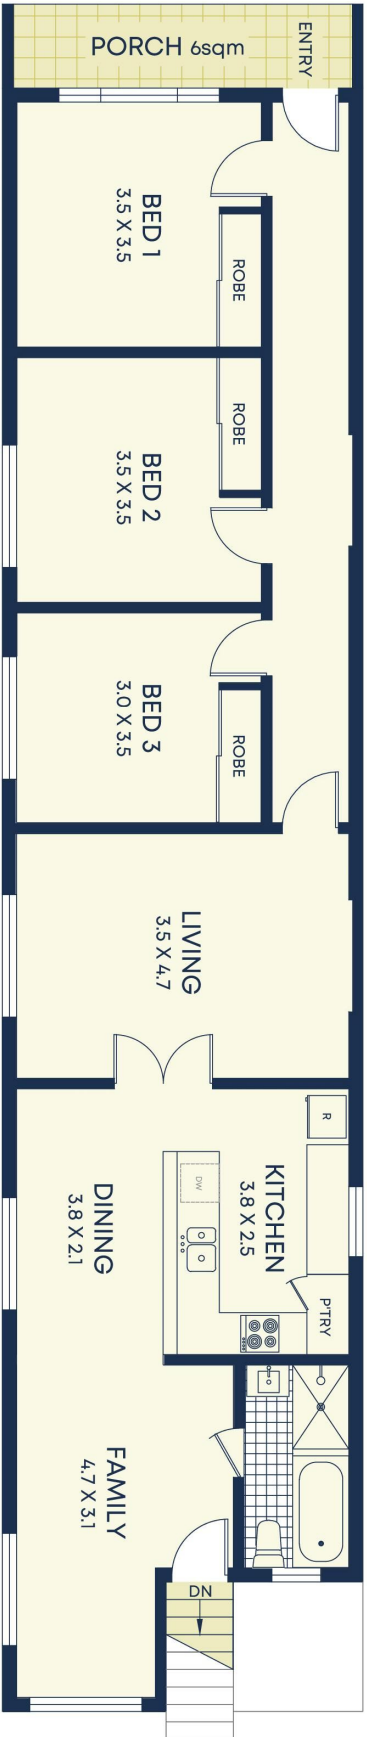 PORCH 6sqm
ENTRY
BED 1
3.5 X 3.5
ROBE
ROBE
BED 2
3.5 X 3.5
BED 3
3.0 X 3.5
ROBE
LIVING
3.5 X 4.7
R
KITCHEN
3.8 X 2.5
DW
DINING
3.8 X 2.1
P'TRY
FAMILY
4.7 X 3.1
DN